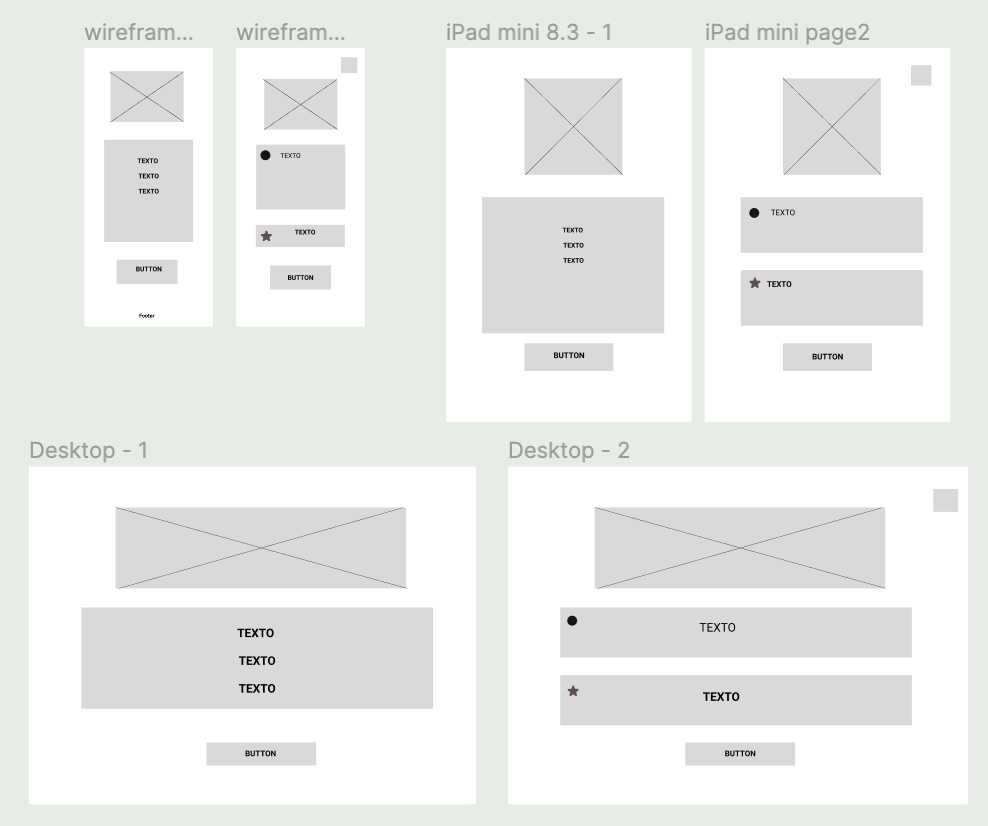 wirefram...
wirefram...
iPad mini 8.3 - 1
iPad mini page2
TEXTO
TEXTO
TEXTO
BUTTON
Footer
TEXTO
TEXTO
BUTTON
TEXTO
TEXTO
TEXTO
BUTTON
TEXTO
TEXTO
BUTTON
Desktop - 1
Desktop - 2
TEXTO
TEXTO
TEXTO
BUTTON
TEXTO
TEXTO
BUTTON